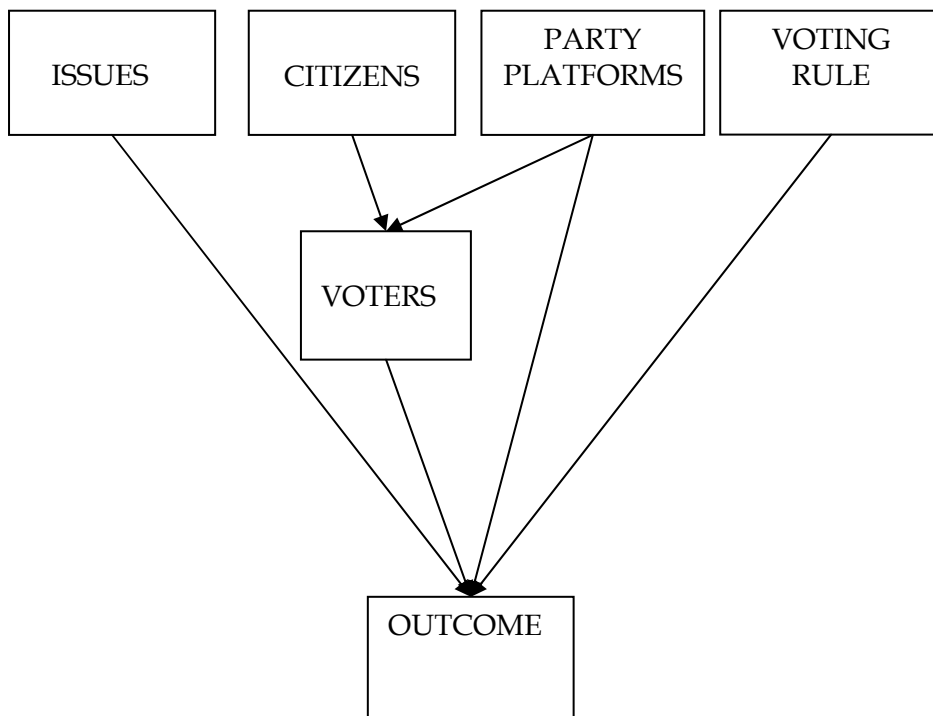 ISSUES
CITIZENS
PARTY
PLATFORMS
VOTING
RULE
VOTERS
OUTCOME